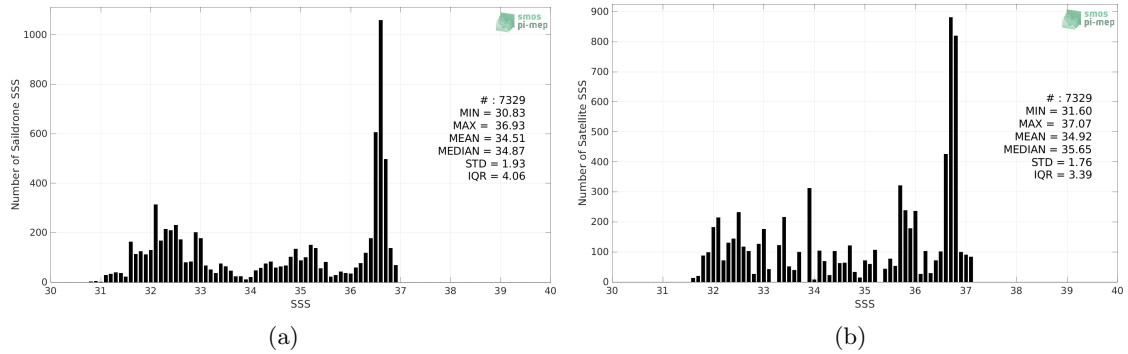 smos
pi-mep
1000
800
600
400
200
0
Number of Saildrone SSS
# : 7329
MIN = 30.83
MAX = 36.93
MEAN = 34.51
MEDIAN = 34.87
STD = 1.93
IQR = 4.06
30 31 32 33 34 35 36 37 38 39 40
SSS
(a)
smos
pi-mep
900
800
700
600
500
400
300
200
100
0
Number of Satellite SSS
# : 7329
MIN = 31.60
MAX = 37.07
MEAN = 34.92
MEDIAN = 35.65
STD = 1.76
IQR = 3.39
30 31 32 33 34 35 36 37 38 39 40
SSS
(b)